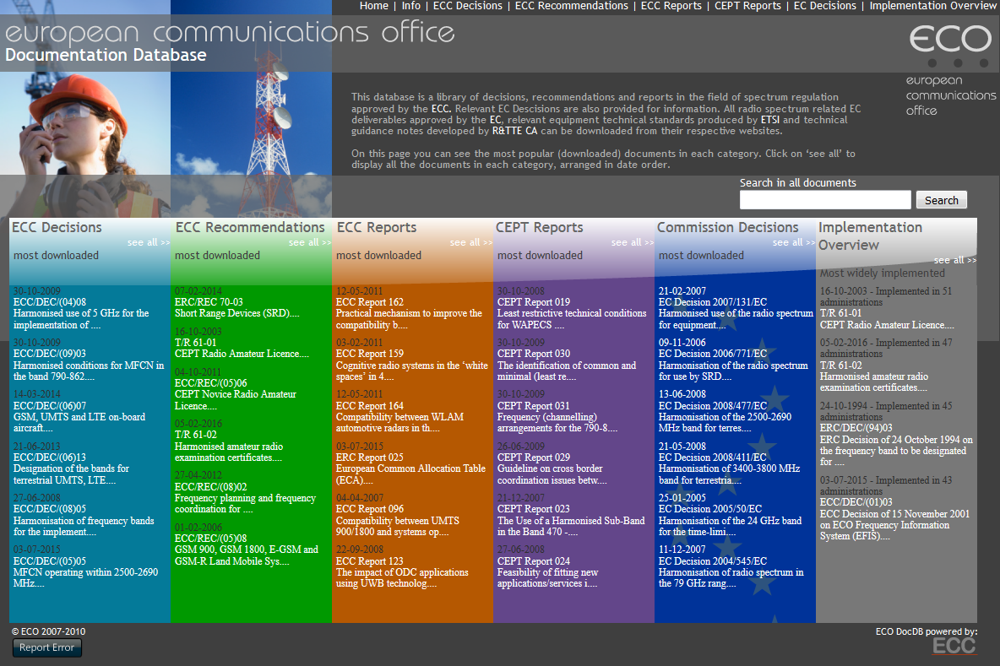 Home | Info | ECC Decisions | ECC Recommendations | ECC Reports | CEPT Reports | EC Decisions | Implementation Overview
european communications office
Documentation Database
ECO
european
communications
office
This database is a library of decisions, recommendations and reports in the field of spectrum regulation
approved by the ECC. Relevant EC Descisions are also provided for information. All radio spectrum related EC
deliverables approved by the EC, relevant equipment technical standards produced by ETSI and technical
guidance notes developed by R&TTE CA can be downloaded from their respective websites.
On this page you can see the most popular (downloaded) documents in each category. Click on ‘see all’ to
display all the documents in each category, arranged in date order.
Search in all documents
Search
ECC Decisions
see all >>
most downloaded
30-10-2009
ECC/DEC/(04)08
Harmonised use of 5 GHz for the
implementation of ....
30-10-2009
ECC/DEC/(09)03
Harmonised conditions for MFCN in
the band 790-862....
14-03-2014
ECC/DEC/(06)07
GSM, UMTS and LTE on-board
aircraft....
21-06-2013
ECC/DEC/(06)13
Designation of the bands for
terrestrial UMTS, LTE....
27-06-2008
ECC/DEC/(08)05
Harmonisation of frequency bands
for the implement....
03-07-2015
ECC/DEC/(05)05
MFCN operating within 2500-2690
MHz....
ECC Recommendations
see all >>
most downloaded
07-02-2014
ERC/REC 70-03
Short Range Devices (SRD)....
16-10-2003
T/R 61-01
CEPT Radio Amateur Licence....
04-10-2011
ECC/REC/(05)06
CEPT Novice Radio Amateur
Licence....
05-02-2016
T/R 61-02
Harmonised amateur radio
examination certificates....
27-04-2012
ECC/REC/(08)02
Frequency planning and frequency
coordination for ....
01-02-2006
ECC/REC/(05)08
GSM 900, GSM 1800, E-GSM and
GSM-R Land Mobile Sys....
ECC Reports
see all >>
most downloaded
12-05-2011
ECC Report 162
Practical mechanism to improve the
compatibility b....
03-02-2011
ECC Report 159
Cognitive radio systems in the ‘white
spaces’ in 4....
12-05-2011
ECC Report 164
Compatibility between WLAM
automotive radars in th....
03-07-2015
ERC Report 025
European Common Allocation Table
(ECA)....
04-04-2007
ECC Report 096
Compatibility between UMTS
900/1800 and systems op....
22-09-2008
ECC Report 123
The impact of ODC applications
using UWB technolog....
CEPT Reports
see all >>
most downloaded
30-10-2008
CEPT Report 019
Least restrictive technical conditions
for WAPECS ....
30-10-2009
CEPT Report 030
The identification of common and
minimal (least re....
30-10-2009
CEPT Report 031
Frequency (channelling)
arrangements for the 790-8....
26-06-2009
CEPT Report 029
Guideline on cross border
coordination issues betw....
21-12-2007
CEPT Report 023
The Use of a Harmonised Sub-Band
in the Band 470 -....
27-06-2008
CEPT Report 024
Feasibility of fitting new
applications/services i....
Commission Decisions
see all >>
most downloaded
21-02-2007
EC Decision 2007/131/EC
Harmonised use of the radio spectrum
for equipment....
09-11-2006
EC Decision 2006/771/EC
Harmonisation of the radio spectrum
for use by SRD....
13-06-2008
EC Decision 2008/477/EC
Harmonisation of the 2500-2690
MHz band for terres....
21-05-2008
EC Decision 2008/411/EC
Harmonisation of 3400-3800 MHz
band for terrestria....
25-01-2005
EC Decision 2005/50/EC
Harmonisation of the 24 GHz band
for the time-limi....
11-12-2007
EC Decision 2004/545/EC
Harmonisation of radio spectrum in
the 79 GHz rang....
Implementation
Overview
see all >>
Most widely implemented
16-10-2003 - Implemented in 51
administrations
T/R 61-01
CEPT Radio Amateur Licence....
05-02-2016 - Implemented in 47
administrations
T/R 61-02
Harmonised amateur radio
examination certificates....
24-10-1994 - Implemented in 45
administrations
ERC/DEC/(94)03
ERC Decision of 24 October 1994 on
the frequency band to be designated
for ....
03-07-2015 - Implemented in 43
administrations
ECC/DEC/(01)03
ECC Decision of 15 November 2001
on ECO Frequency Information
System (EFIS)....
© ECO 2007-2010
Report Error
ECO DocDB powered by:
ECC